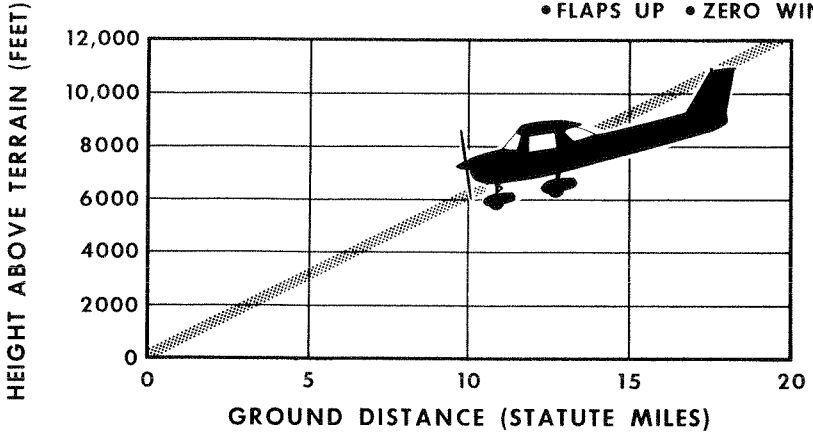 • FLAPS UP • ZERO
HEIGHT ABOVE TERRAIN (FEET)
12,000
10,000
8000
6000
4000
2000
0
0 5 10 15 20
GROUND DISTANCE (STATUTE MILES)